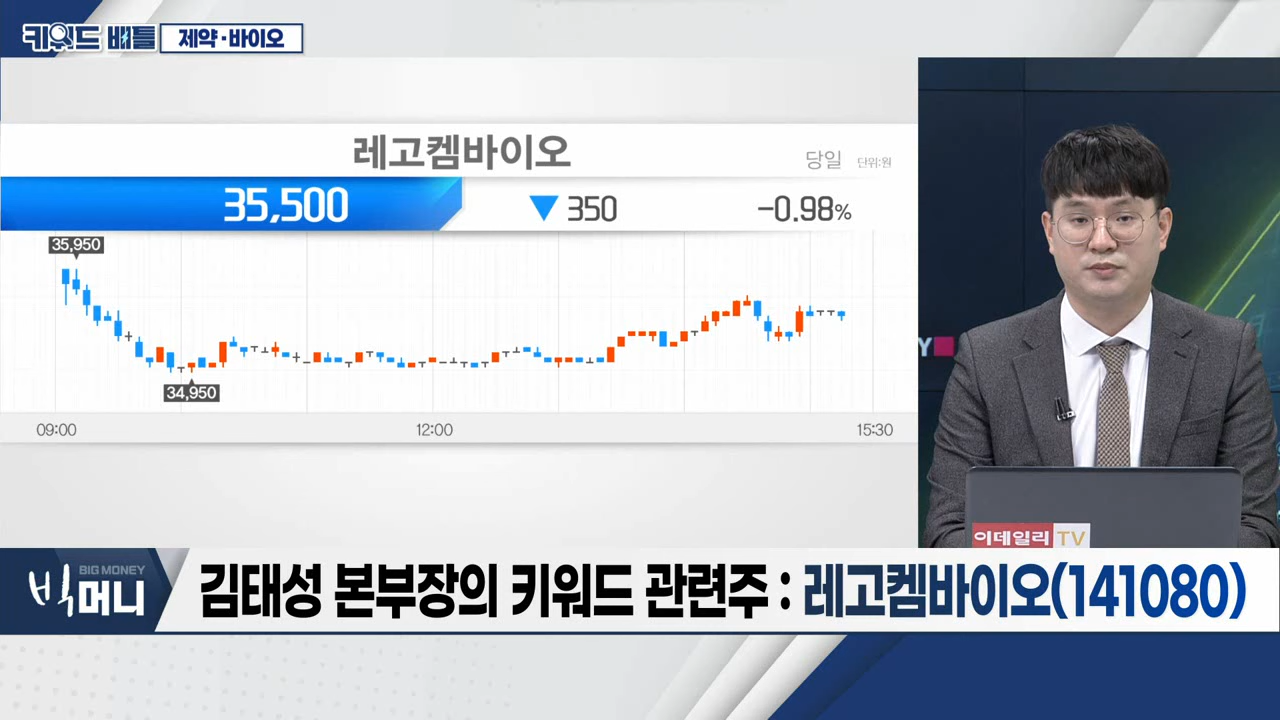 키워드 배틀 제약·바이오
레고켐바이오
당일 단위:원
35,500 ▼ 350 -0.98%
35,950
34,950
09:00 12:00 15:30
Y
이데일리 TV
BIG MONEY
빅머니
김태성 본부장의 키워드 관련주 : 레고켐바이오(141080)